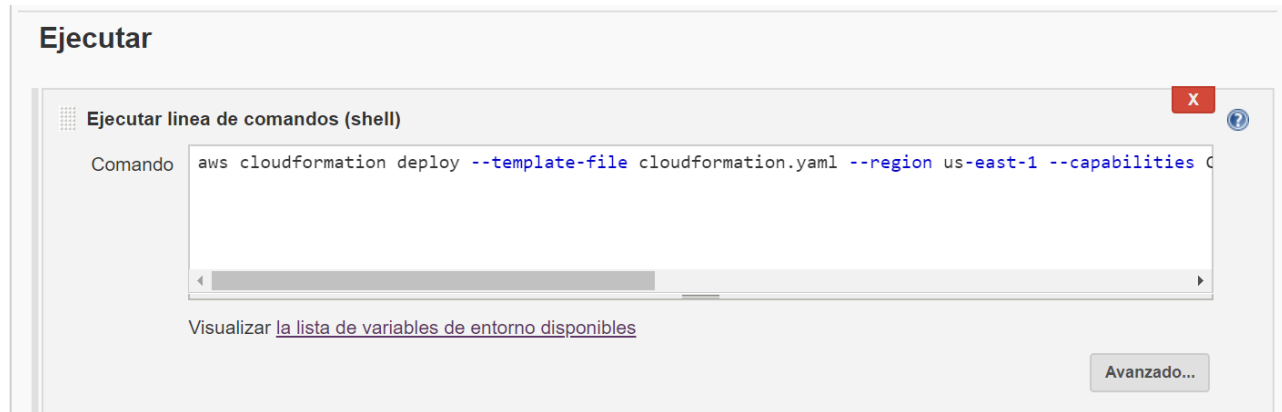 Ejecutar
X
Ejecutar linea de comandos (shell)
Comando
aws cloudformation deploy --template-file cloudformation.yaml --region us-east-1 --capabilities
Visualizar la lista de variables de entorno disponibles
Avanzado...